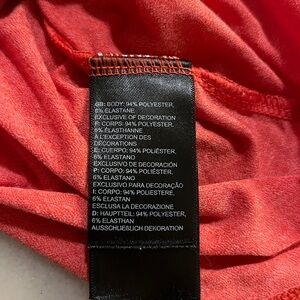 GB: BODY: 94% POLYESTER,
6% ELASTANE
EXCLUSIVE OF DECORATION
F: CORPS: 94% POLYESTER,
6% ÉLASTHANNE
À L'EXCEPTION DES
DÉCORATIONS
E: CUERPO: 94% POLIÉSTER,
6% ELASTANO
EXCLUSIVO DE DECORACIÓN
P: CORPO: 94% POLIÉSTER,
6% ELASTANO
EXCLUSIVO PARA DECORAÇÃO
I: CORPO: 94% POLIESTERE,
6% ELASTAN
ESCLUSA LA DECORAZIONE
D: HAUPTTEIL: 94% POLYESTER,
6% ELASTHAN
AUSSCHLIEßLICH DEKORATION